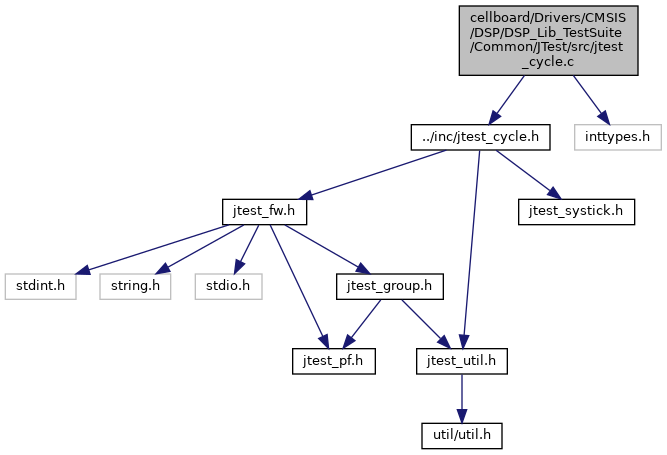 cellboard/Drivers/CMSIS
/DSP/DSP_Lib_TestSuite
/Common/JTest/src/jtest
_cycle.c
../inc/jtest_cycle.h
inttypes.h
jtest_fw.h
jtest_systick.h
stdint.h
string.h
stdio.h
jtest_group.h
jtest_pf.h
jtest_util.h
util/util.h